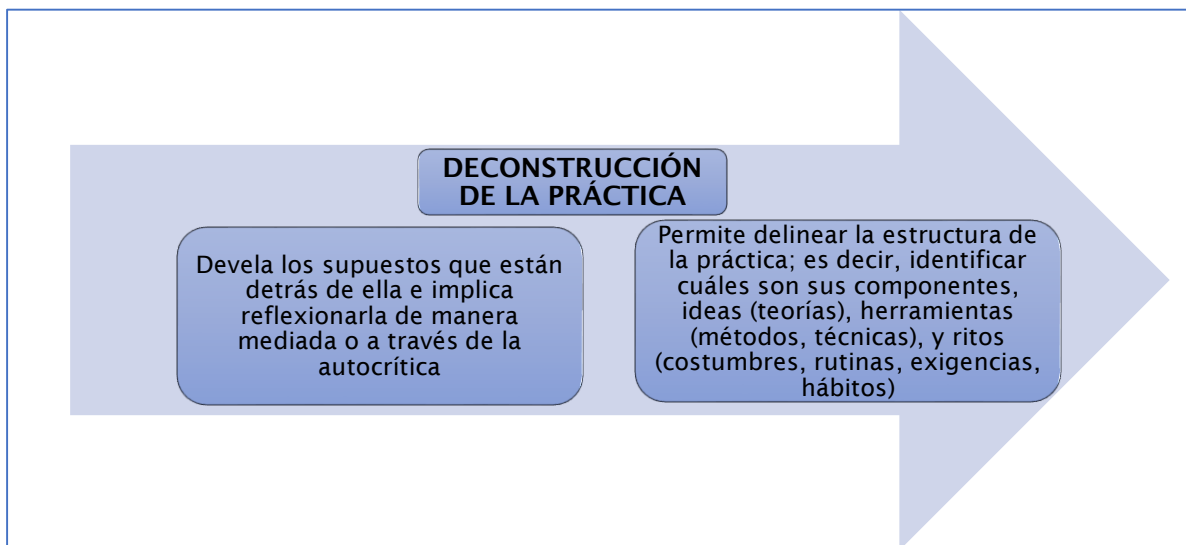 DECONSTRUCCIÓN
DE LA PRÁCTICA
Devela los supuestos que están
detrás de ella e implica
reflexionarla de manera
mediada o a través de la
autocrítica
Permite delinear la estructura de
la práctica; es decir, identificar
cuáles son sus componentes,
ideas (teorías), herramientas
(métodos, técnicas), y ritos
(costumbres, rutinas, exigencias,
hábitos)